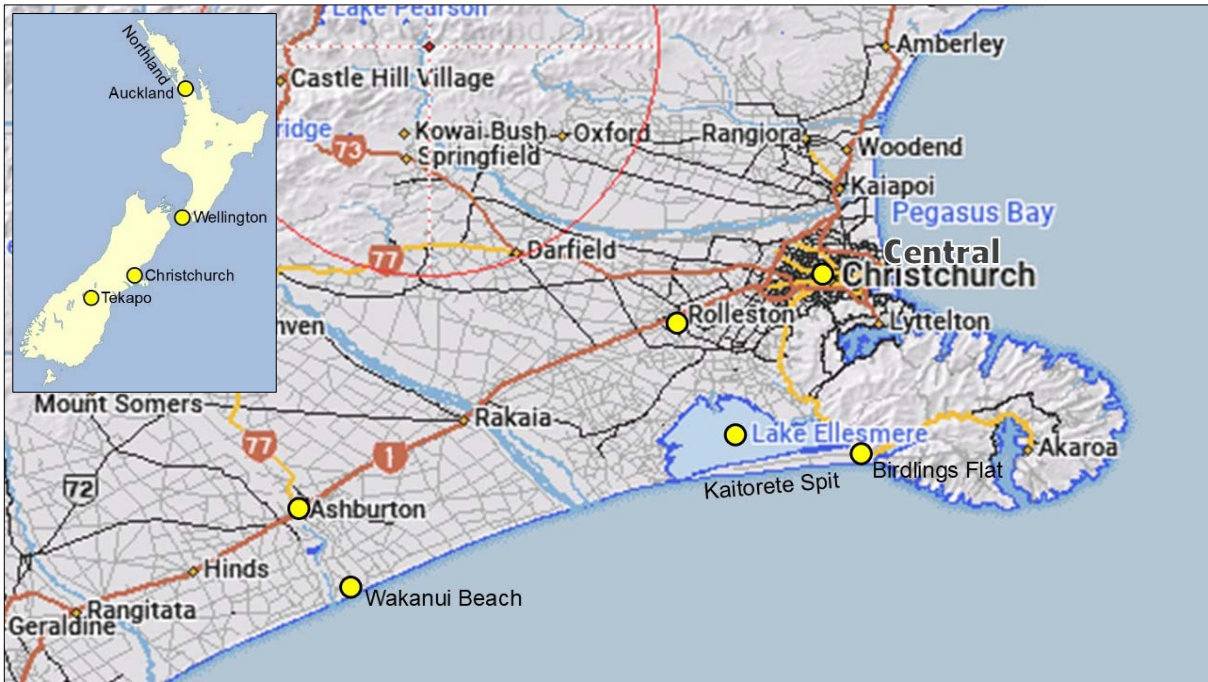 Northland
Auckland
Wellington
Christchurch
Tekapo
Lake Pearson
Castle Hill Village
Amberley
ridge
73
Kowai Bush
Oxford
Rangiora
Springfield
Woodend
Kaiapoi
Pegasus Bay
77
Darfield
Central
Christchurch
nven
Rolleston
Lyttelton
Mount Somers
Rakaia
77
1
Lake Ellesmere
Akaroa
Birdlings Flat
Kaitorete Spit
72
Ashburton
Hinds
Wakanui Beach
Rangitata
Geraldine